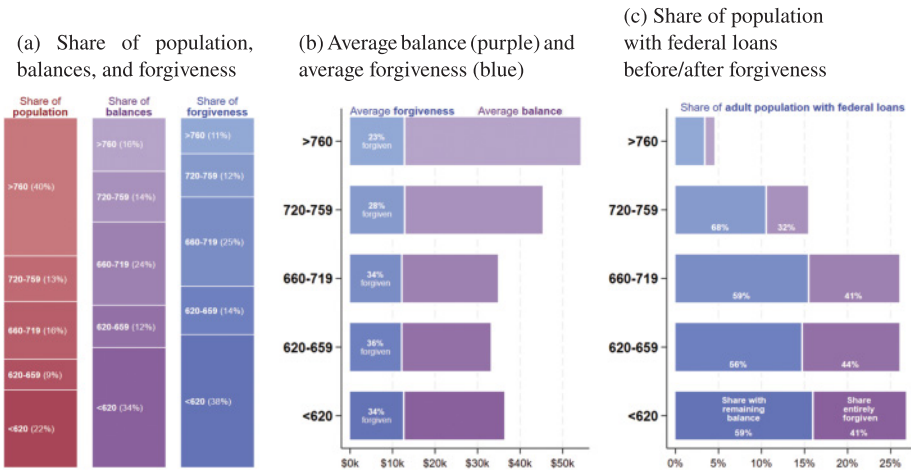 (a) Share of population,
balances, and forgiveness
Share of
population
Share of
balances
Share of
forgiveness
>760 (40%)
720-759 (13%)
660-719 (16%)
620-659 (9%)
<620 (22%)
>760 (16%)
720-759 (14%)
660-719 (24%)
620-659 (12%)
<620 (34%)
>760 (11%)
720-759 (12%)
660-719 (25%)
620-659 (14%)
<620 (38%)
(b) Average balance (purple) and
average forgiveness (blue)
Average forgiveness Average balance
>760
23%
forgiven
720-759
28%
forgiven
660-719
34%
forgiven
620-659
36%
forgiven
<620
34%
forgiven
$0k $10k $20k $30k $40k $50k
(c) Share of population
with federal loans
before/after forgiveness
Share of adult population with federal loans
>760
720-759
68% 32%
660-719
59% 41%
620-659
56% 44%
<620
Share with
remaining
balance
59%
Share
entirely
forgiven
41%
0% 5% 10% 15% 20% 25%